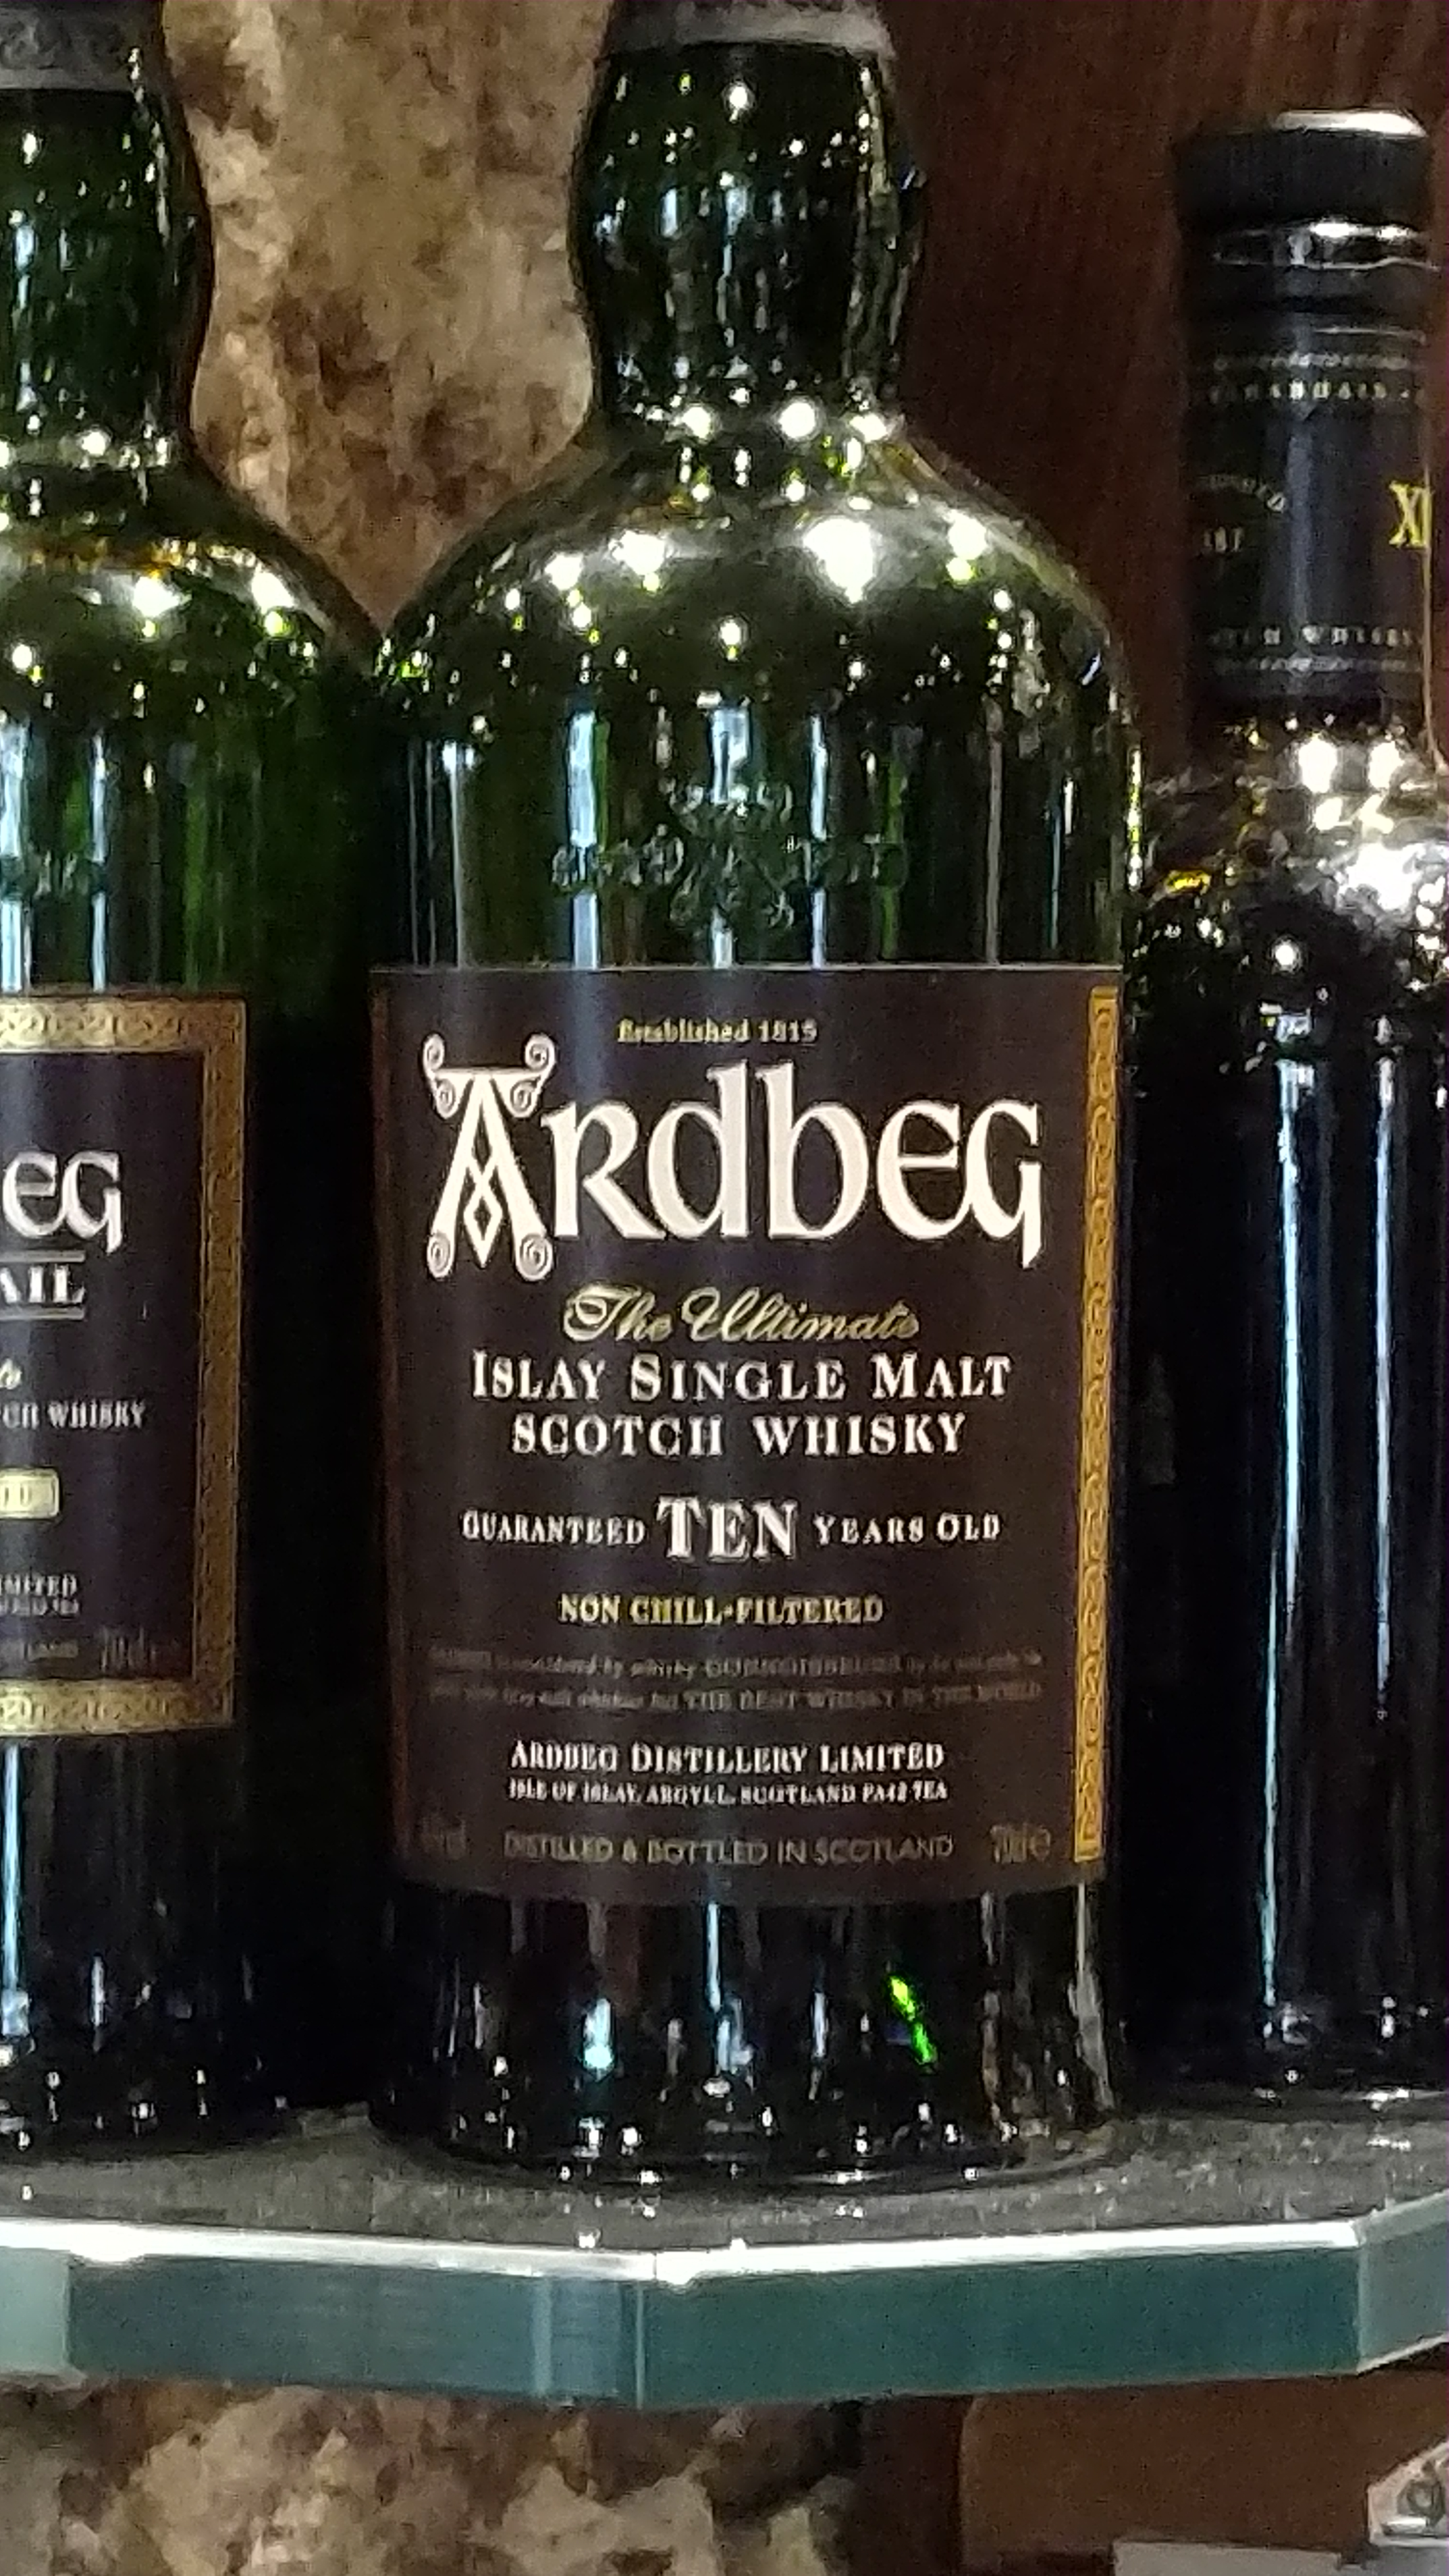 Established 1815
ARDBEG
The Ultimate
ISLAY SINGLE MALT
SCOTCH WHISKY
GUARANTEED TEN YEARS OLD
NON CHILL-FILTERED
THE BEST WHISKY IN THE WORLD
ARDBEG DISTILLERY LIMITED
ISLE OF ISLAY, ARGYLL, SCOTLAND PA42 7EA
DISTILLED & BOTTLED IN SCOTLAND 70cl e
EG
AIL
WHISKY
IMITED
WHISKY